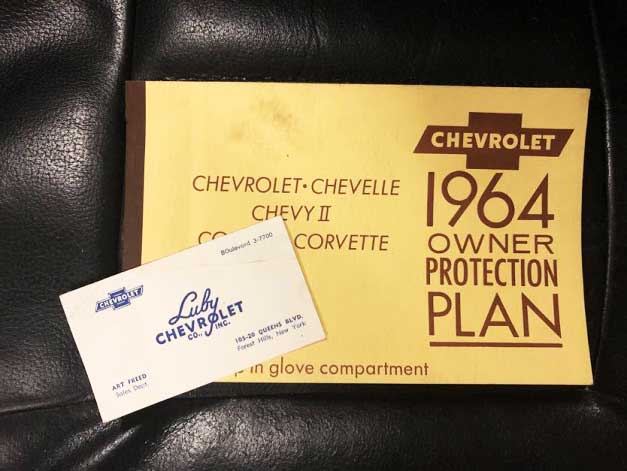 CHEVROLET
1964
OWNER
PROTECTION
PLAN
CHEVROLET • CHEVELLE
CHEVY II
CORVETTE
in glove compartment
BOulevard 3-7700
CHEVROLET
Luby
CHEVROLET
CO., INC.
105-20 QUEENS BLVD.
Forest Hills, New York
ART FREED
Sales Dept.